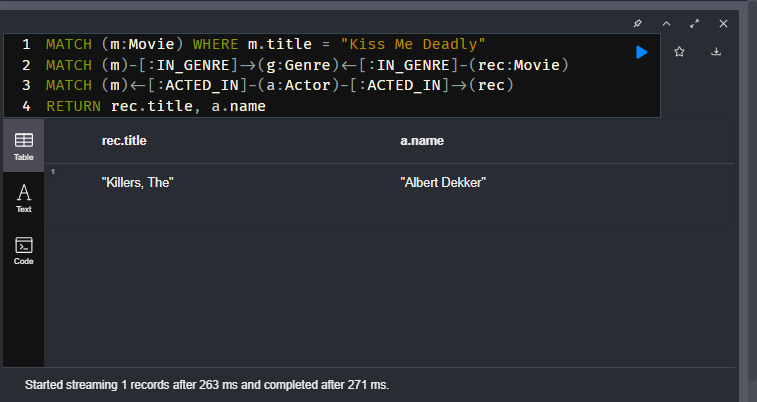 1 MATCH (m:Movie) WHERE m.title = "Kiss Me Deadly"
2 MATCH (m)-[:IN_GENRE]→(g:Genre)←[:IN_GENRE]-(rec:Movie)
3 MATCH (m)←[:ACTED_IN]-(a:Actor)-[:ACTED_IN]→(rec)
4 RETURN rec.title, a.name
Table
Text
Code
rec.title a.name
1
"Killers, The" "Albert Dekker"
Started streaming 1 records after 263 ms and completed after 271 ms.